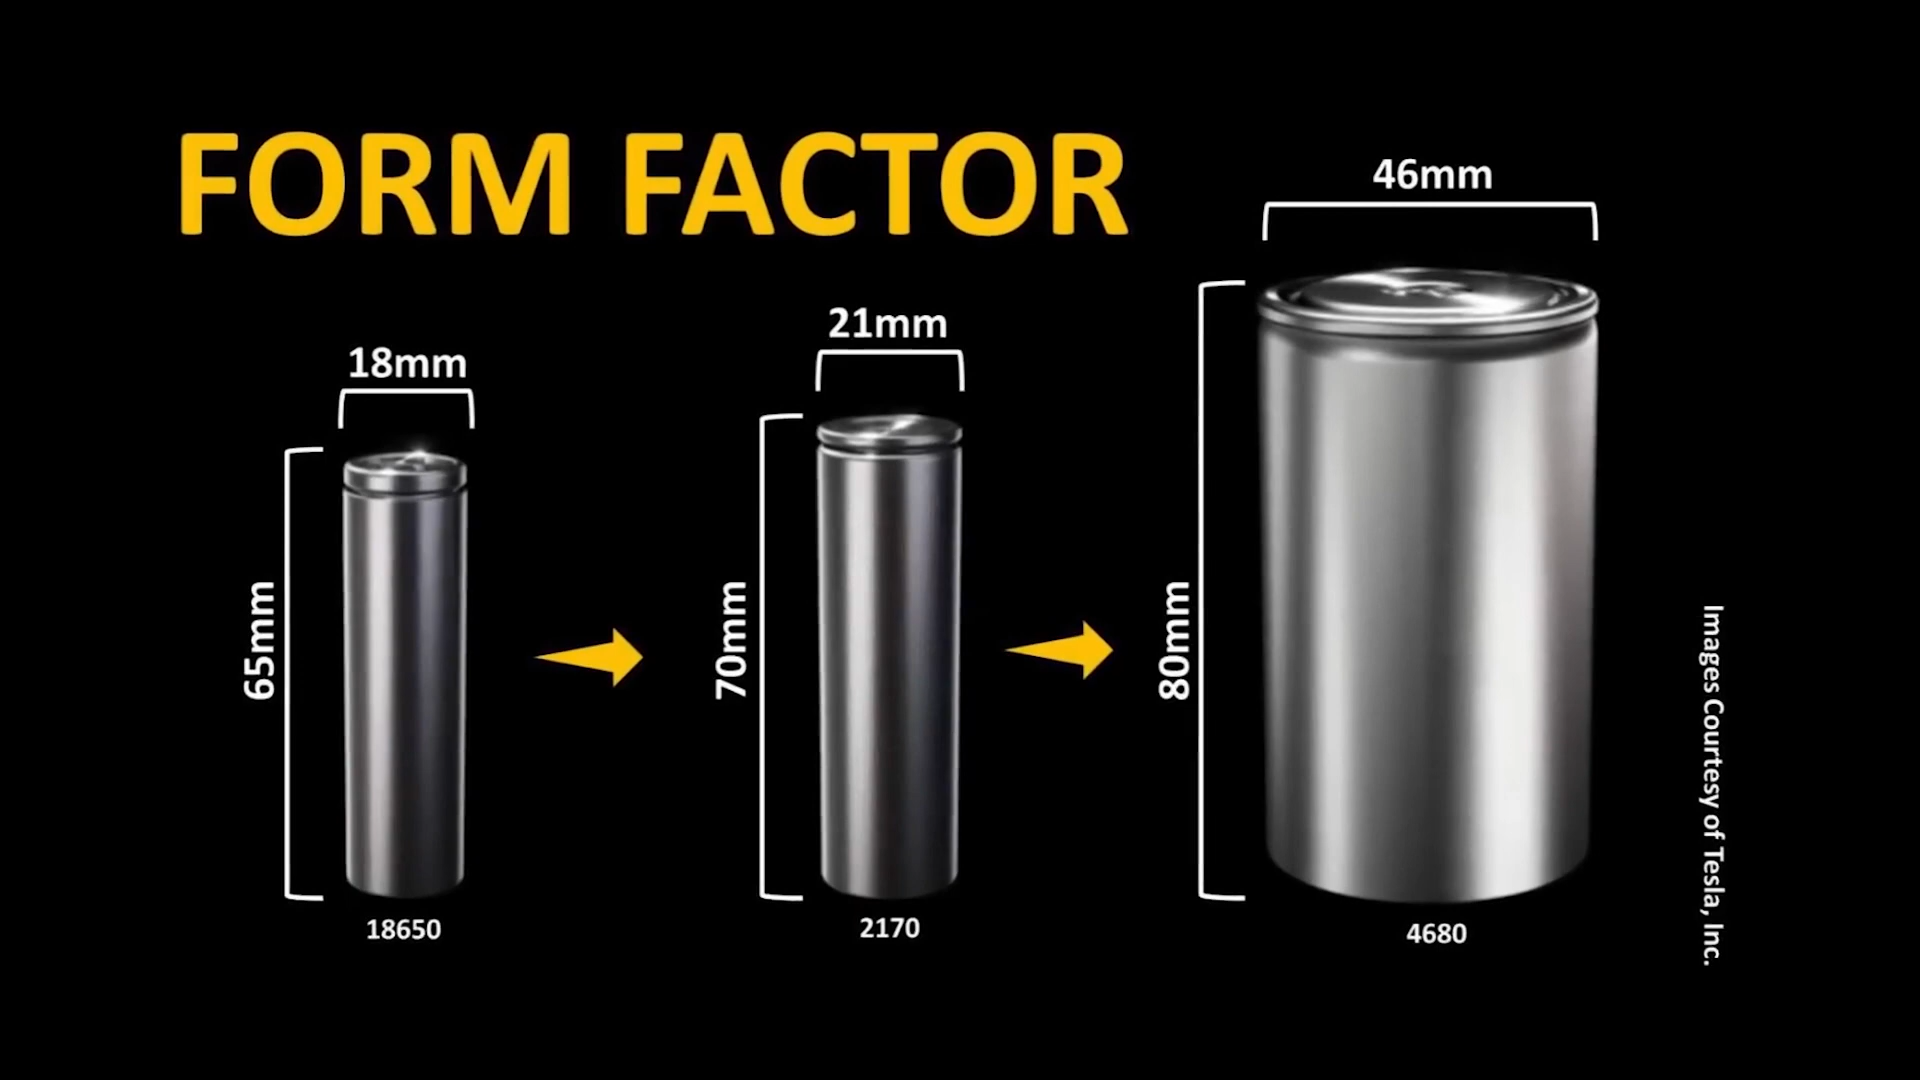 FORM FACTOR
18mm
65mm
18650
21mm
70mm
2170
46mm
80mm
4680
Images Courtesy of Tesla, Inc.